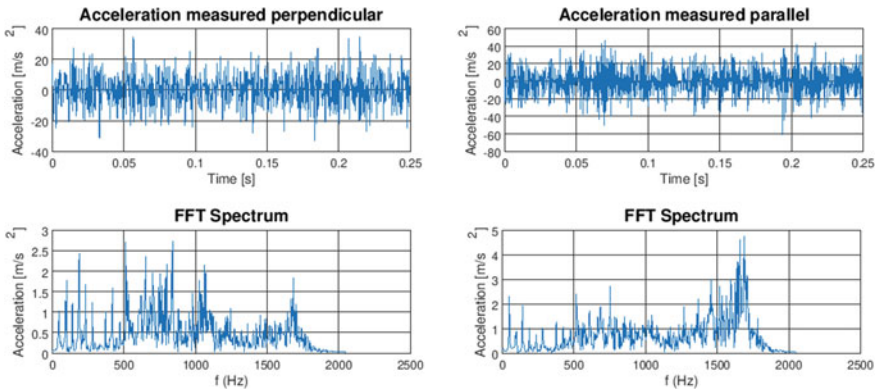 Acceleration measured perpendicular
Acceleration [m/s 2]
40
20
0
-20
-40
0 0.05 0.1 0.15 0.2 0.25
Time [s]
Acceleration measured parallel
Acceleration [m/s 2]
60
40
20
0
-20
-40
-60
-80
0 0.05 0.1 0.15 0.2 0.25
Time [s]
FFT Spectrum
Acceleration [m/s 2]
3
2.5
2
1.5
1
0.5
0
0 500 1000 1500 2000 2500
f (Hz)
FFT Spectrum
Acceleration [m/s 2]
5
4
3
2
1
0
0 500 1000 1500 2000 2500
f (Hz)